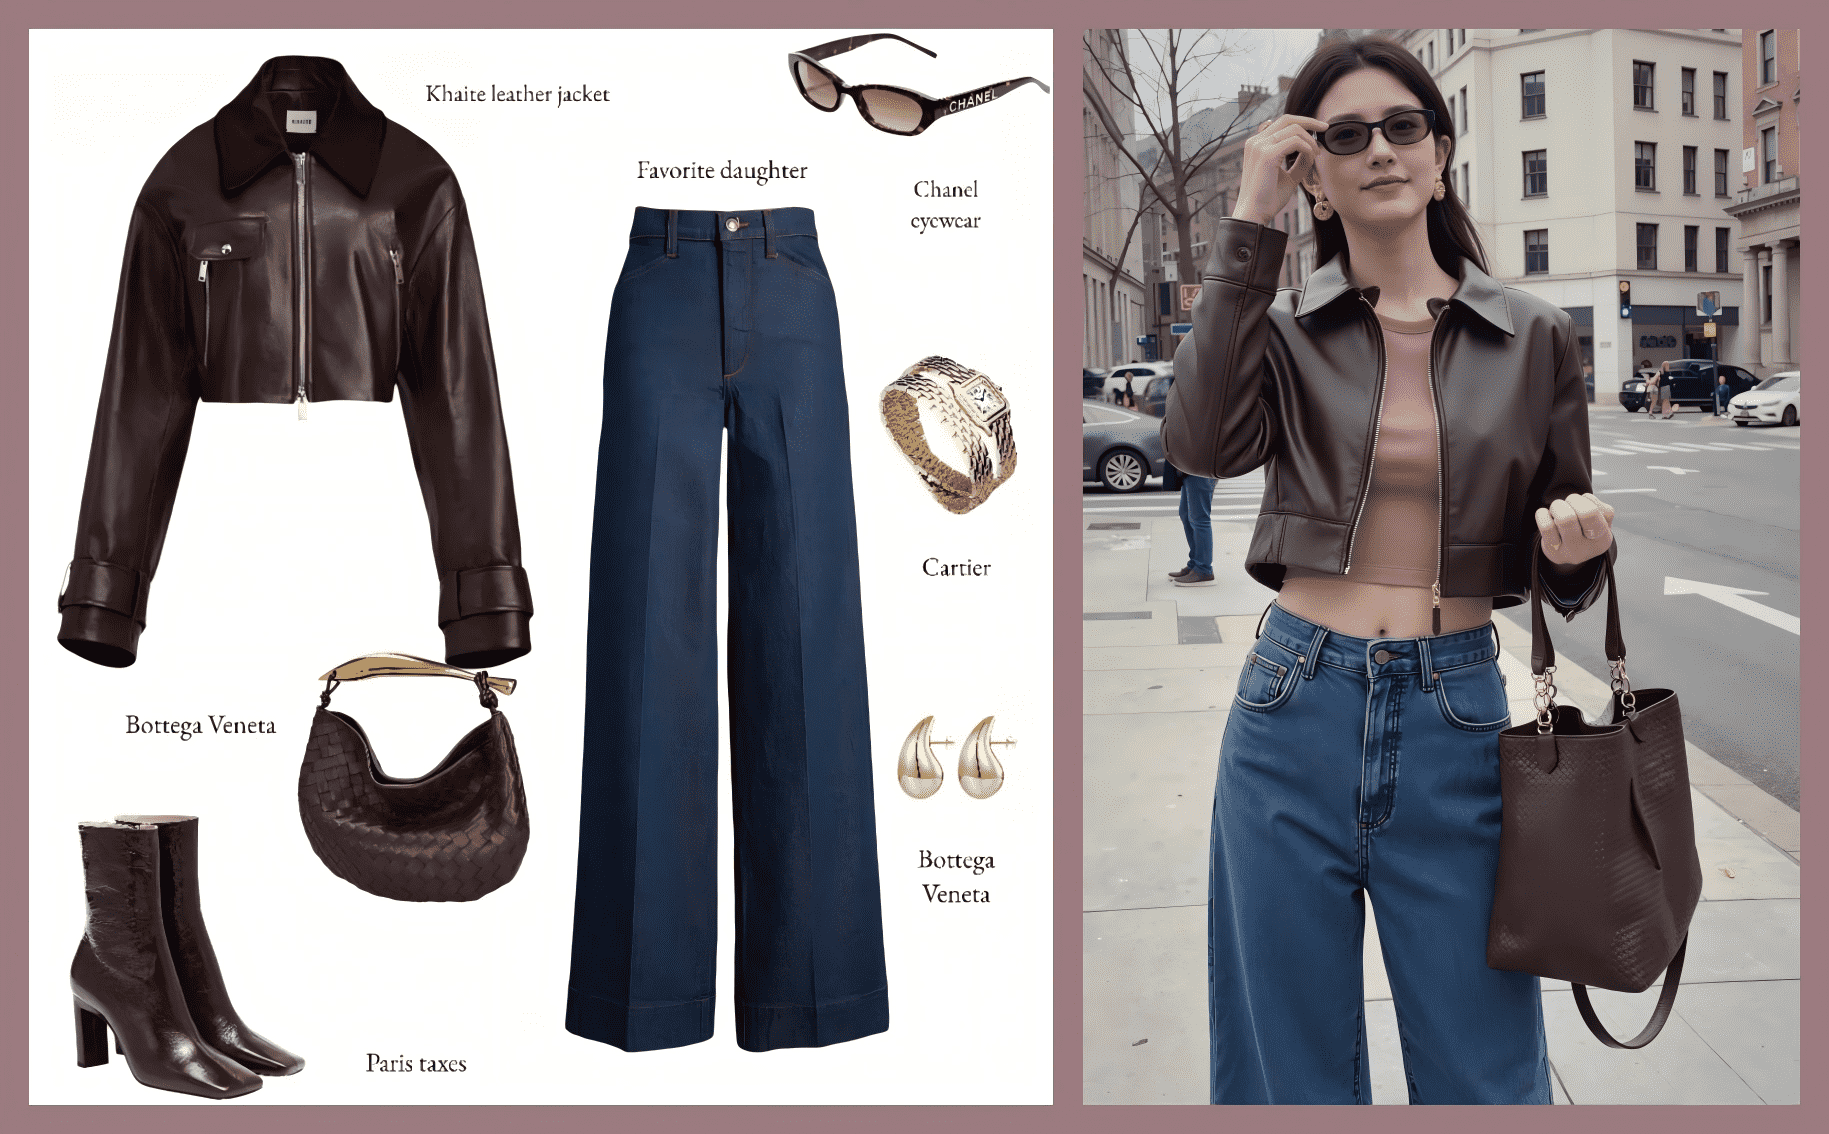 Khaite leather jacket
CHANEL
Favorite daughter
Chanel
eyewear
Cartier
Bottega Veneta
Bottega
Veneta
Paris taxes